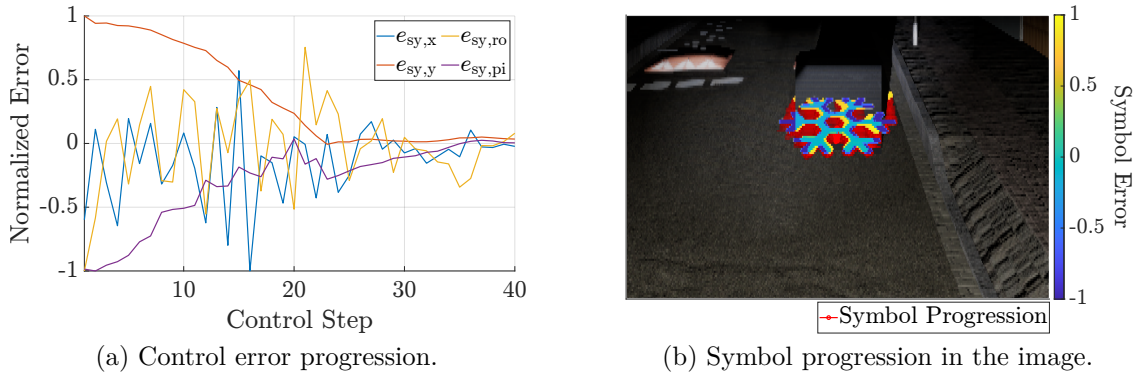 1
0.5
0
-0.5
-1
Normalized Error
e_sy,x e_sy,ro
e_sy,y e_sy,pi
10 20 30 40
Control Step
(a) Control error progression.
1
0.5
0
-0.5
-1
Symbol Error
Symbol Progression
(b) Symbol progression in the image.